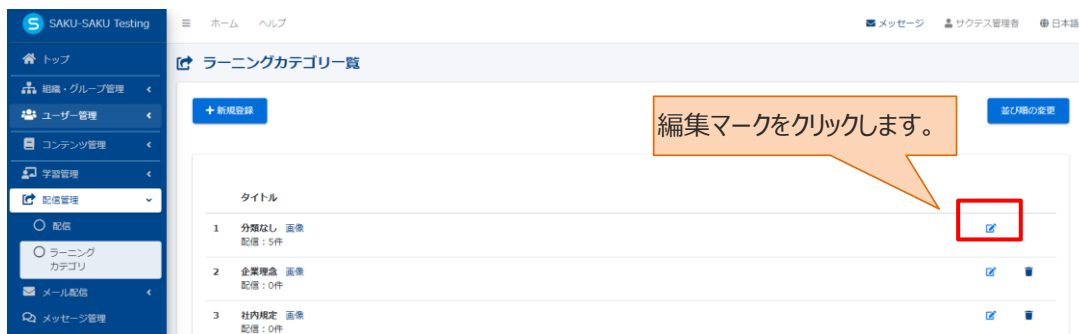 SAKU-SAKU Testing
ホーム ヘルプ
メッセージ サクテス管理者 日本語
トップ
ラーニングカテゴリ一覧
組織・グループ管理
ユーザー管理
+ 新規登録
編集マークをクリックします。
並び順の変更
コンテンツ管理
学習管理
配信管理
タイトル
配信
1 分類なし 画像
配信：5件
ラーニング
カテゴリ
2 企業理念 画像
配信：0件
メール配信
メッセージ管理
3 社内規定 画像
配信：0件